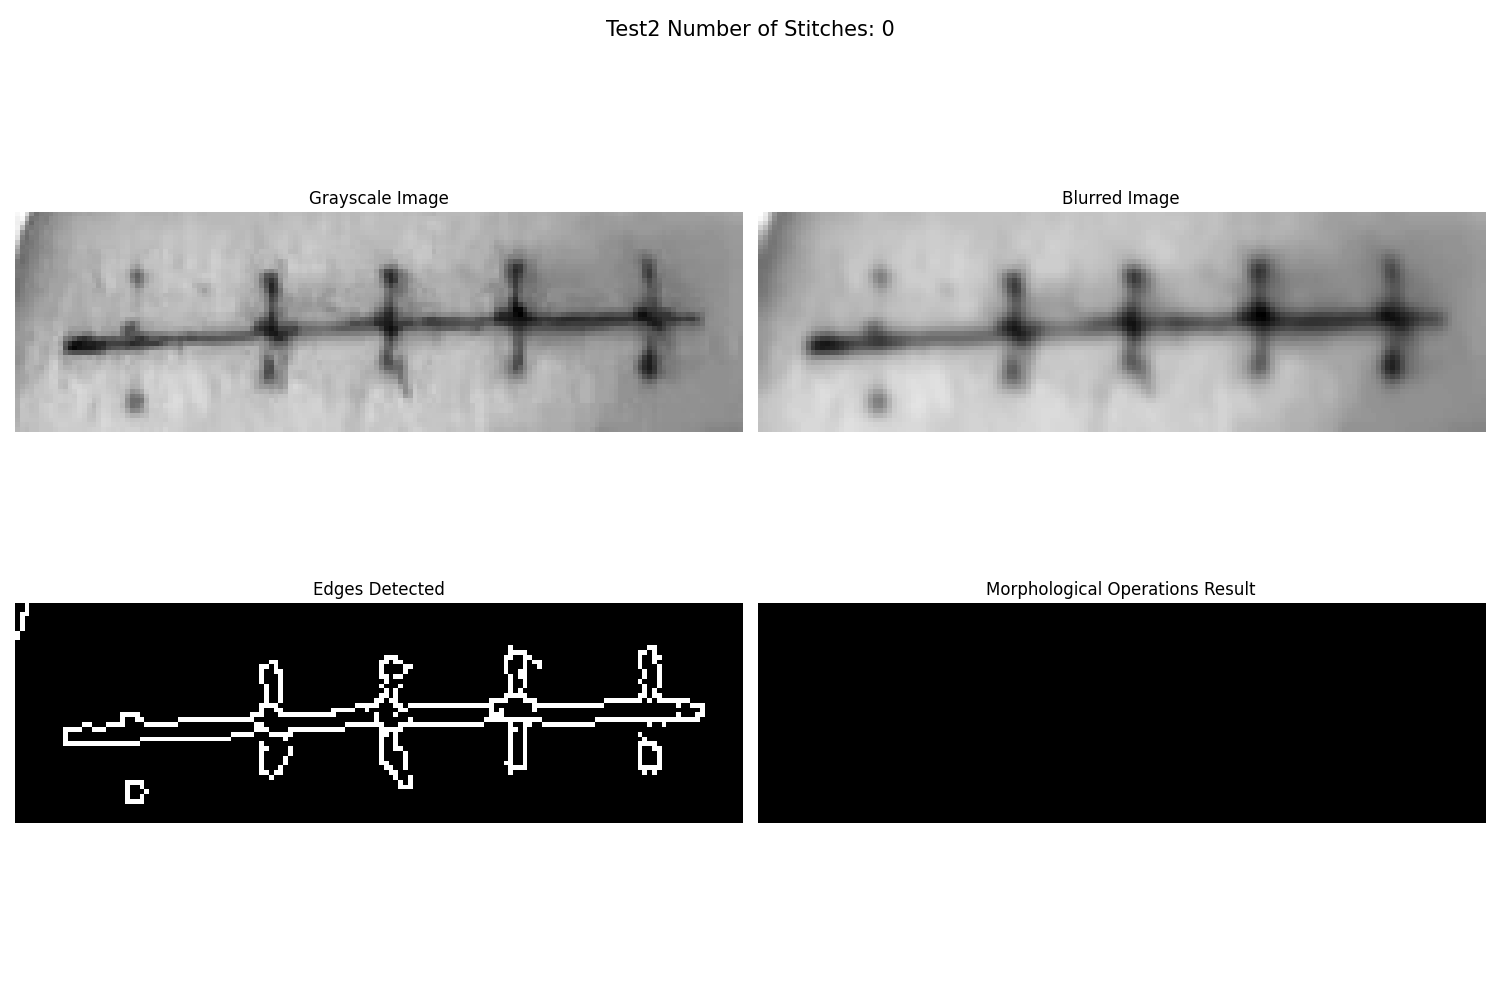 Test2 Number of Stitches: 0
Grayscale Image
Blurred Image
Edges Detected
Morphological Operations Result